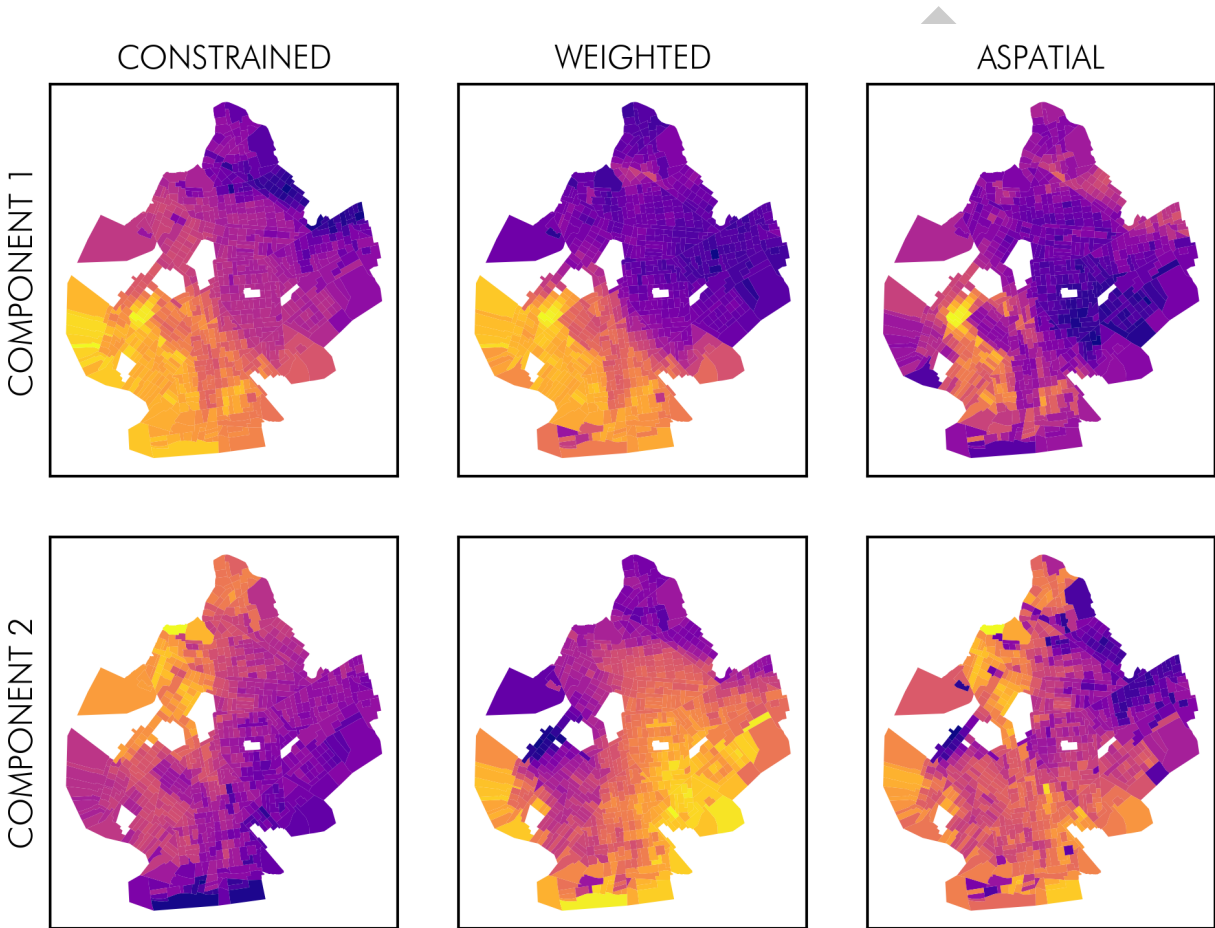 CONSTRAINED
WEIGHTED
ASPATIAL
COMPONENT 1
COMPONENT 2